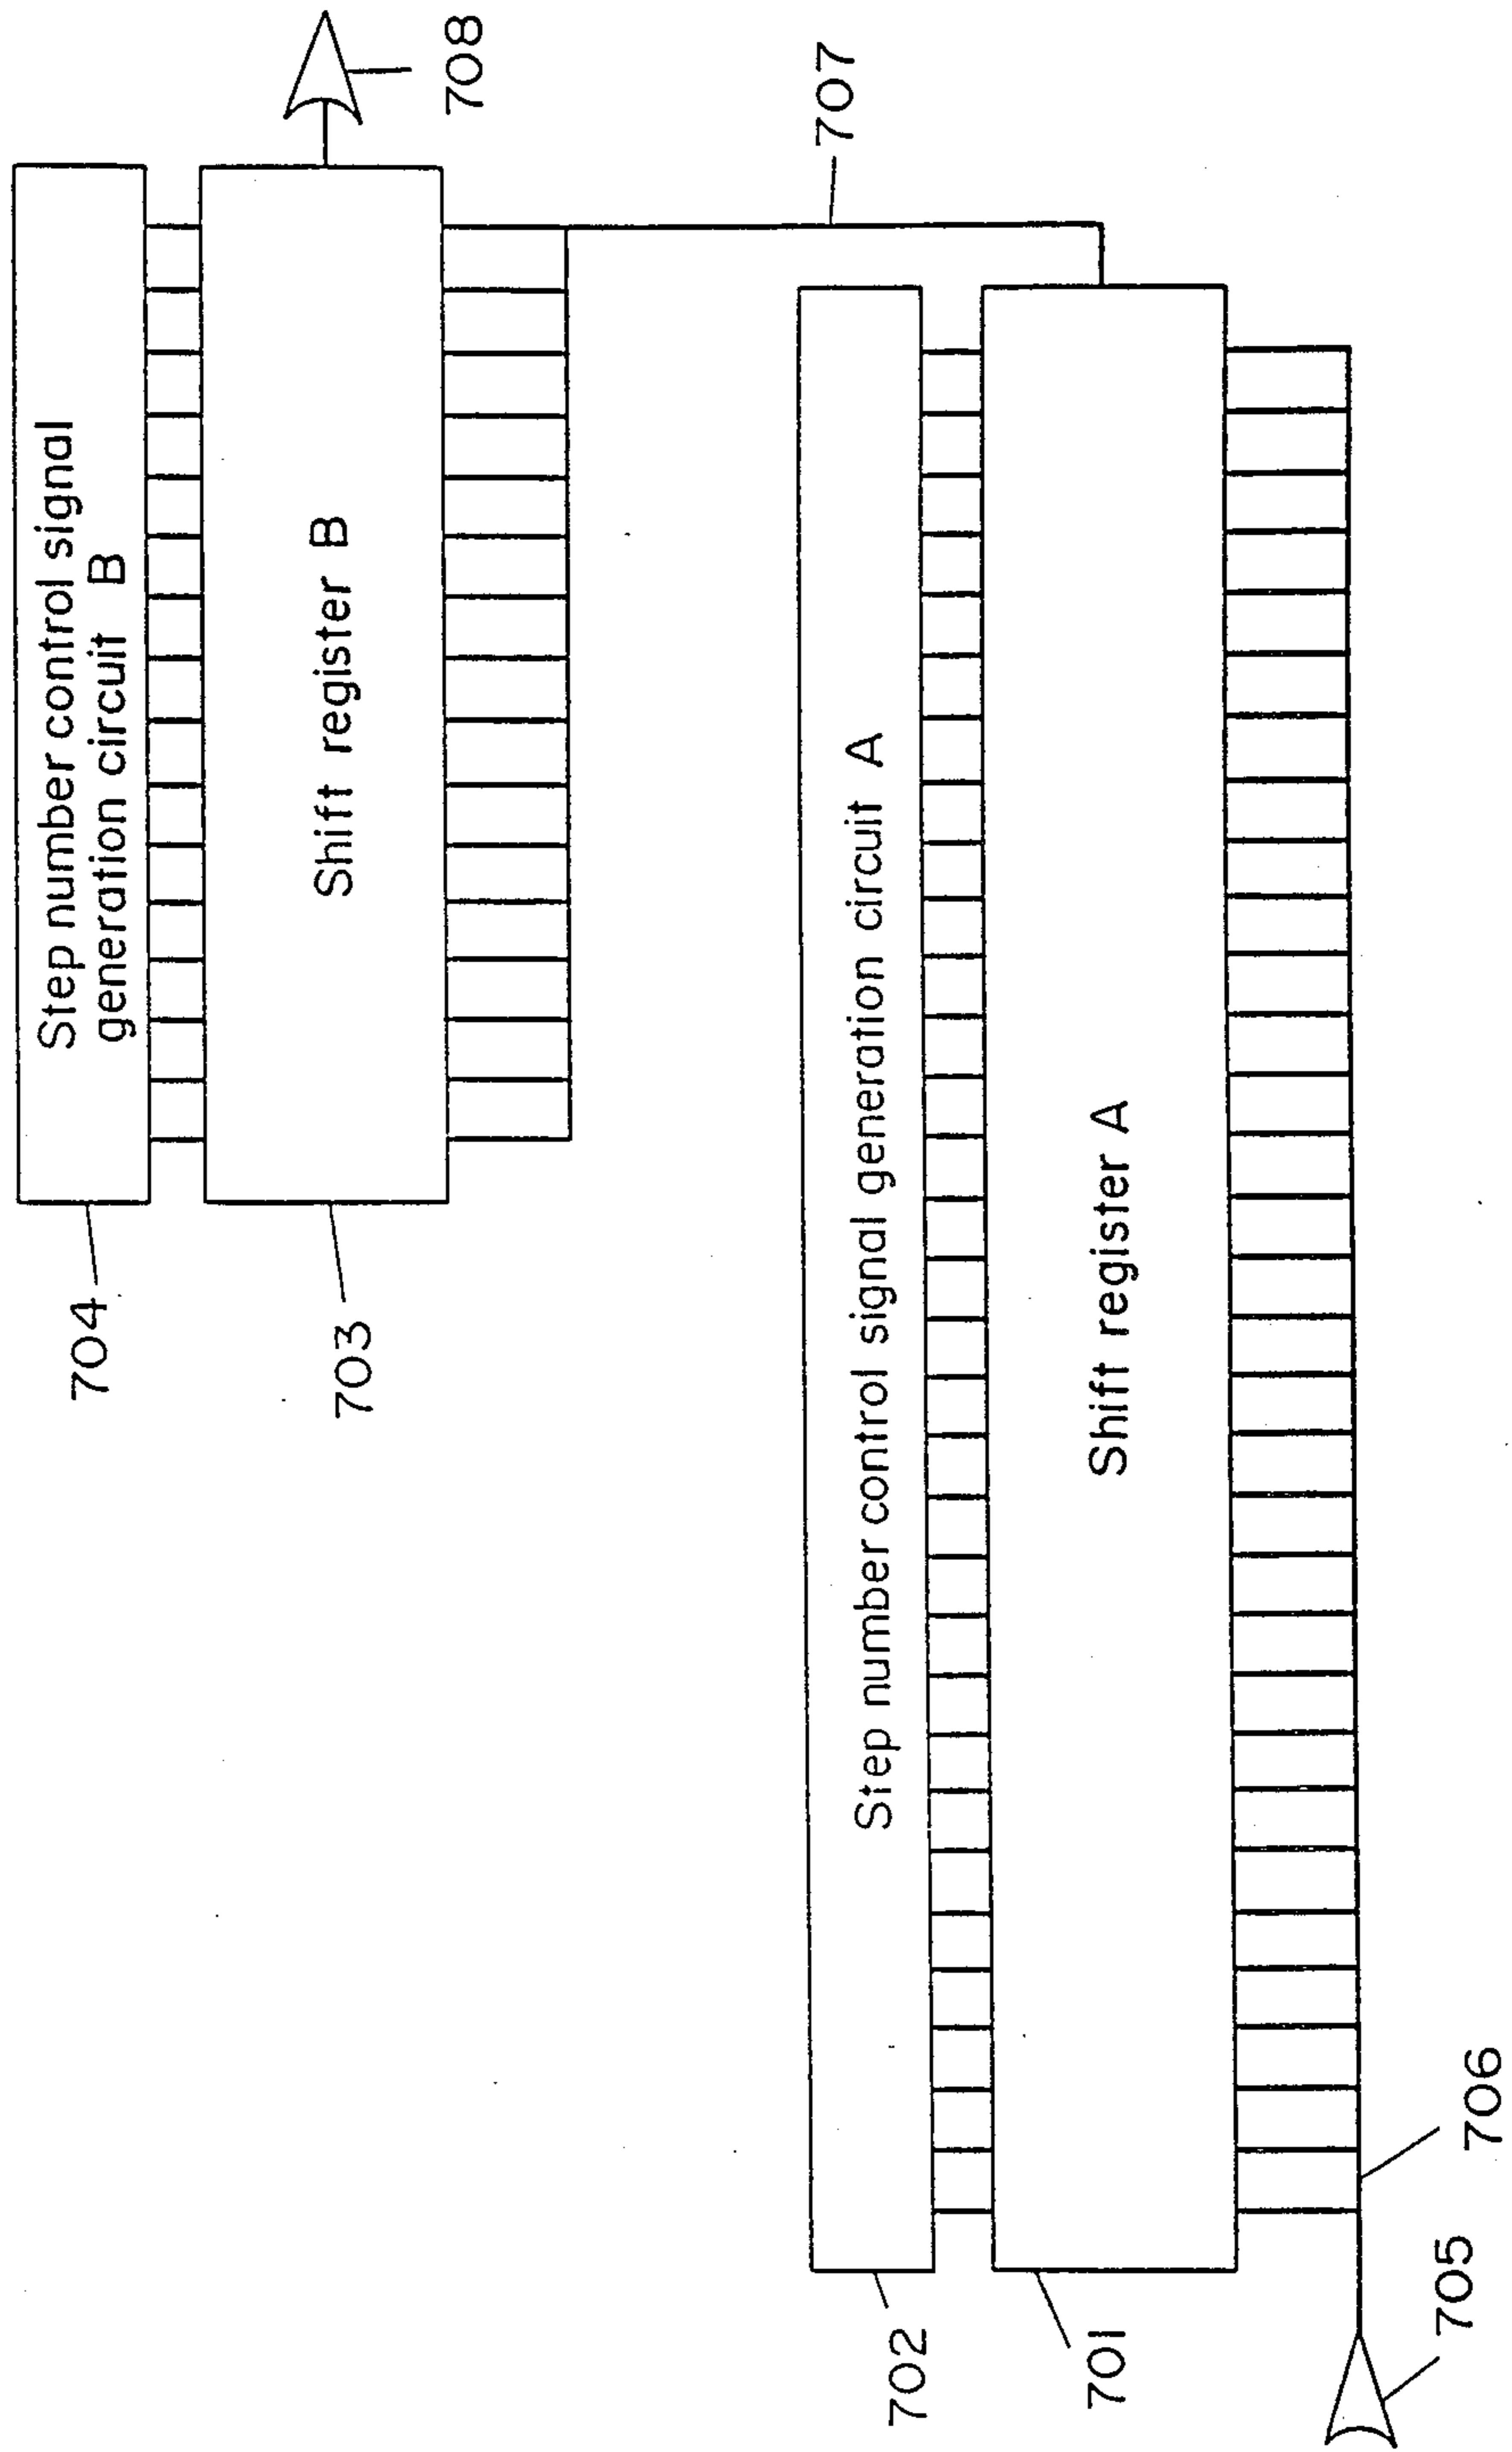 Step number control signal
generation circuit B
704
Shift register B
703
708
707
Step number control signal generation circuit A
702
Shift register A
701
706
705